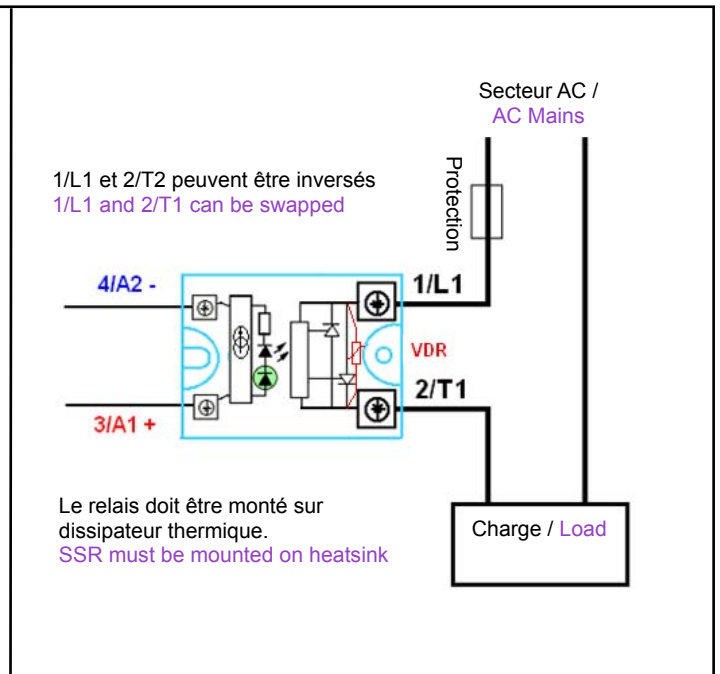 Secteur AC /
AC Mains
Protection
1/L1 et 2/T2 peuvent être inversés
1/L1 and 2/T1 can be swapped
4/A2 -
1/L1
VDR
2/T1
3/A1 +
Le relais doit être monté sur
dissipateur thermique.
SSR must be mounted on heatsink
Charge / Load